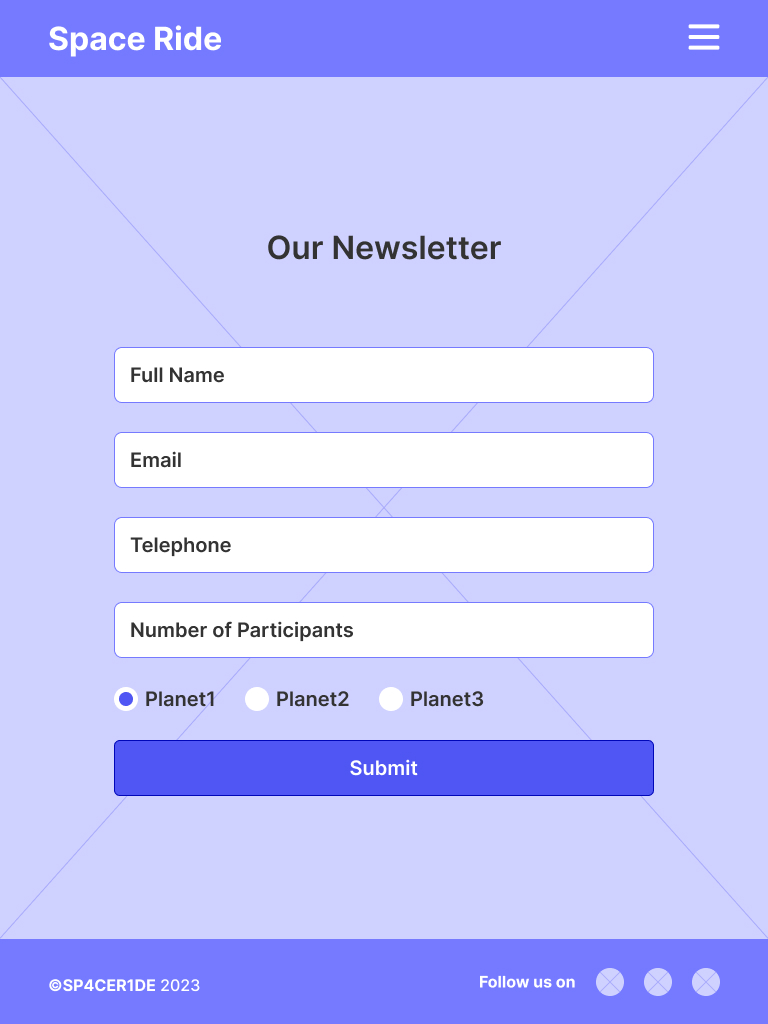 Space Ride
Our Newsletter
Full Name
Email
Telephone
Number of Participants
Planet1 Planet2 Planet3
Submit
©SP4CER1DE 2023 Follow us on